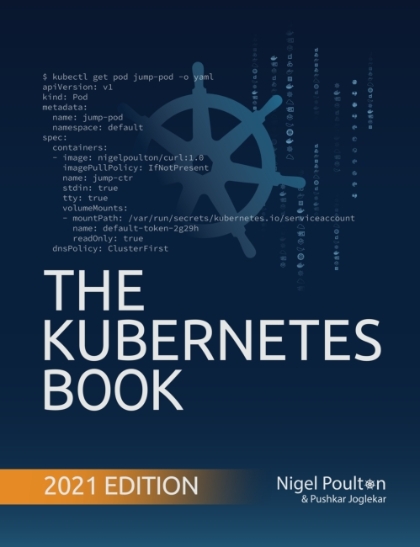 $ kubectl get pod jump-pod -o yaml
apiVersion: v1
kind: Pod
metadata:
  name: jump-pod
  namespace: default
spec:
  containers:
  - image: nigelpoulton/curl:1.0
    imagePullPolicy: IfNotPresent
    name: jump-ctr
    stdin: true
    tty: true
    volumeMounts:
    - mountPath: /var/run/secrets/kubernetes.io/serviceaccount
      name: default-token-2g29h
      readOnly: true
  dnsPolicy: ClusterFirst
THE
KUBERNETES
BOOK
2021 EDITION
Nigel Poulton
& Pushkar Joglekar